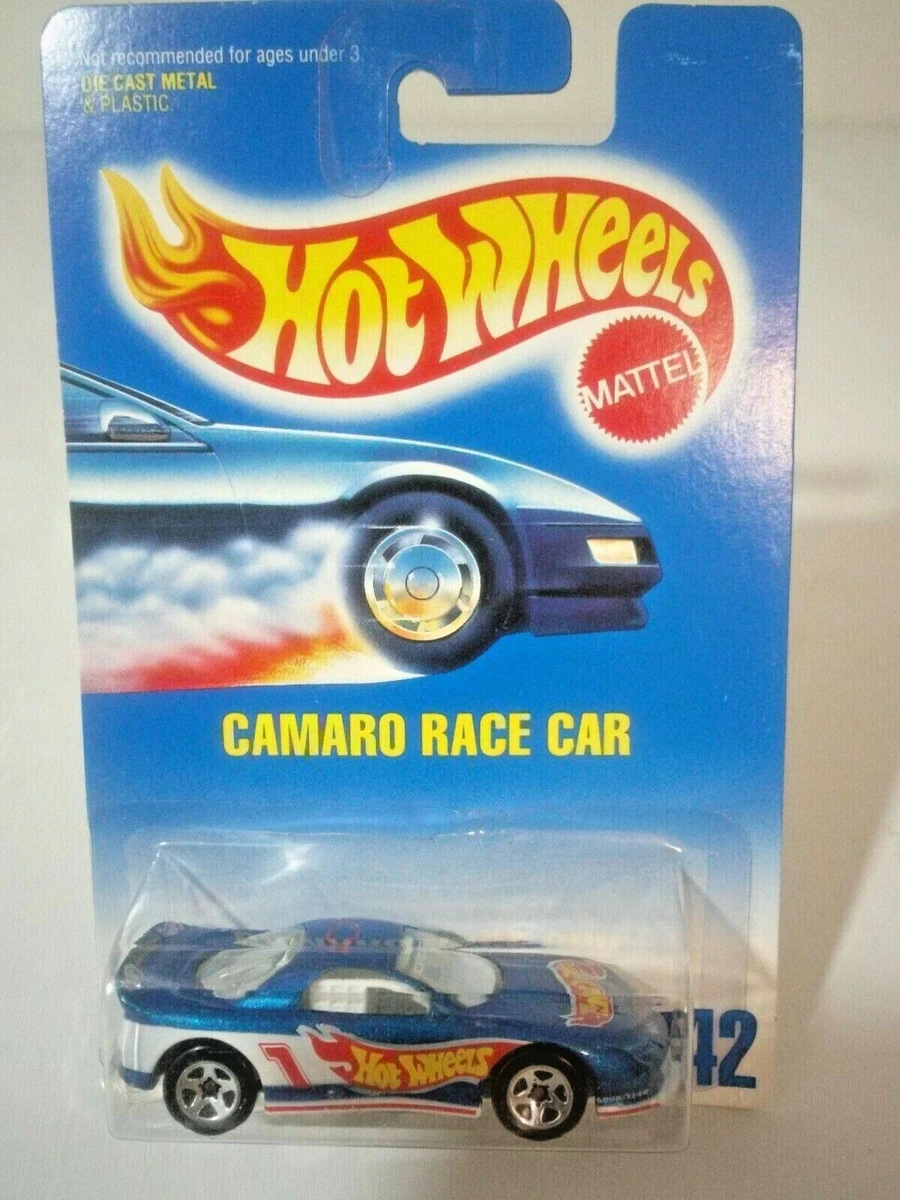 Not recommended for ages under 3
DIE CAST METAL
& PLASTIC.
HOT WHEELS
MATTEL
CAMARO RACE CAR
42
1
HOT WHEELS
GOODYEAR